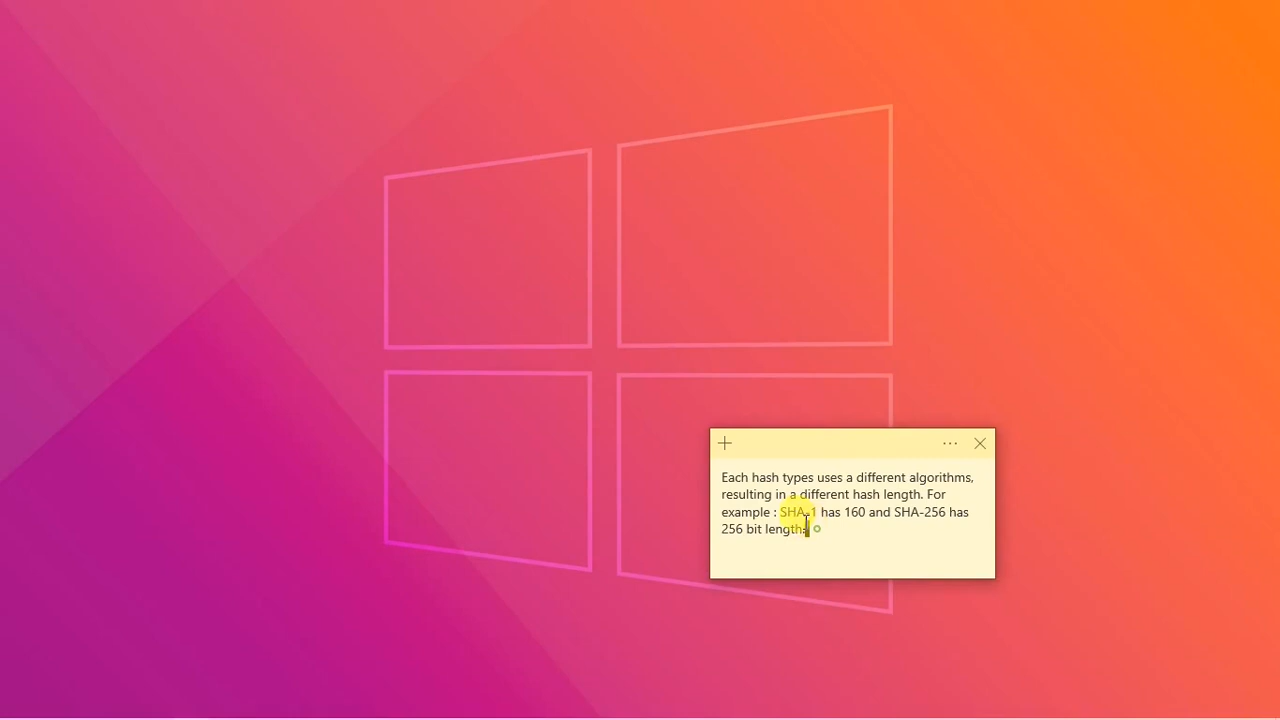 Each hash types uses a different algorithms,
resulting in a different hash length. For
example : SHA-1 has 160 and SHA-256 has
256 bit length.